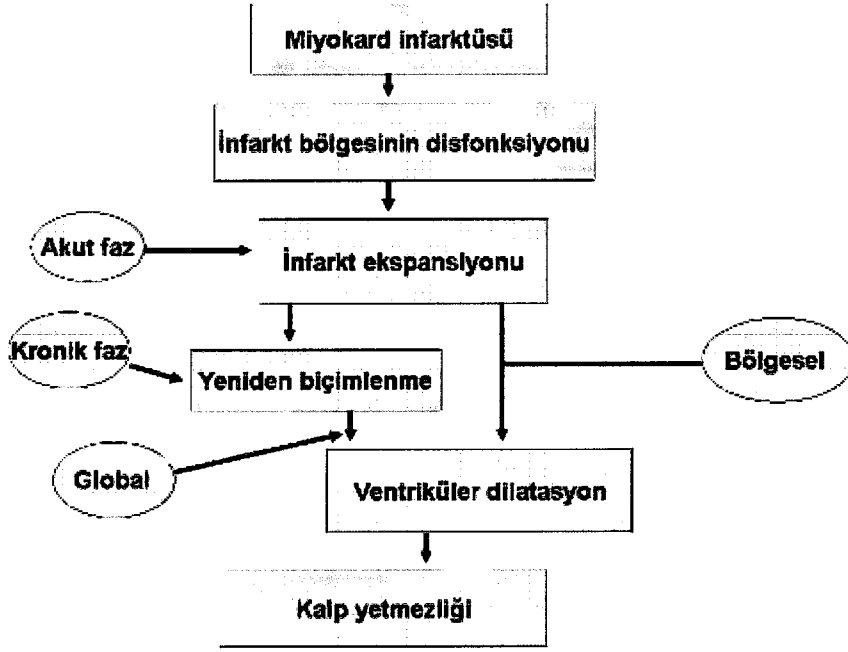 Miyokard infarktüsü
İnfarkt bölgesinin disfonksiyonu
Akut faz
İnfarkt ekspansiyonu
Kronik faz
Yeniden biçimlenme
Bölgesel
Global
Ventriküler dilatasyon
Kalp yetmezliği